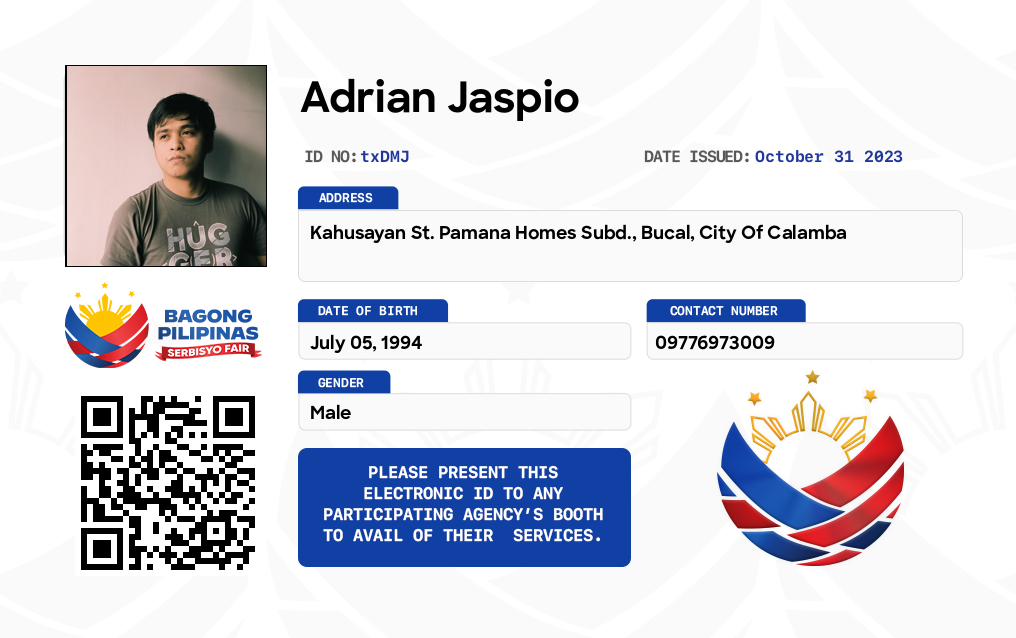 Adrian Jaspio
ID NO: txDMJ
DATE ISSUED: October 31 2023
ADDRESS
Kahusayan St. Pamana Homes Subd., Bucal, City Of Calamba
DATE OF BIRTH
July 05, 1994
CONTACT NUMBER
09776973009
GENDER
Male
PLEASE PRESENT THIS
ELECTRONIC ID TO ANY
PARTICIPATING AGENCY'S BOOTH
TO AVAIL OF THEIR SERVICES.
HUG
GER
BAGONG
PILIPINAS
SERBISYO FAIR